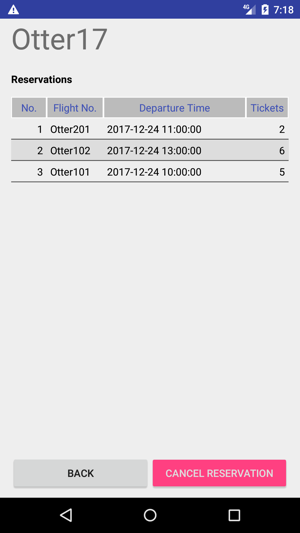 4G 7:18
Otter17
Reservations
No. Flight No. Departure Time Tickets
1 Otter201 2017-12-24 11:00:00 2
2 Otter102 2017-12-24 13:00:00 6
3 Otter101 2017-12-24 10:00:00 5
BACK CANCEL RESERVATION